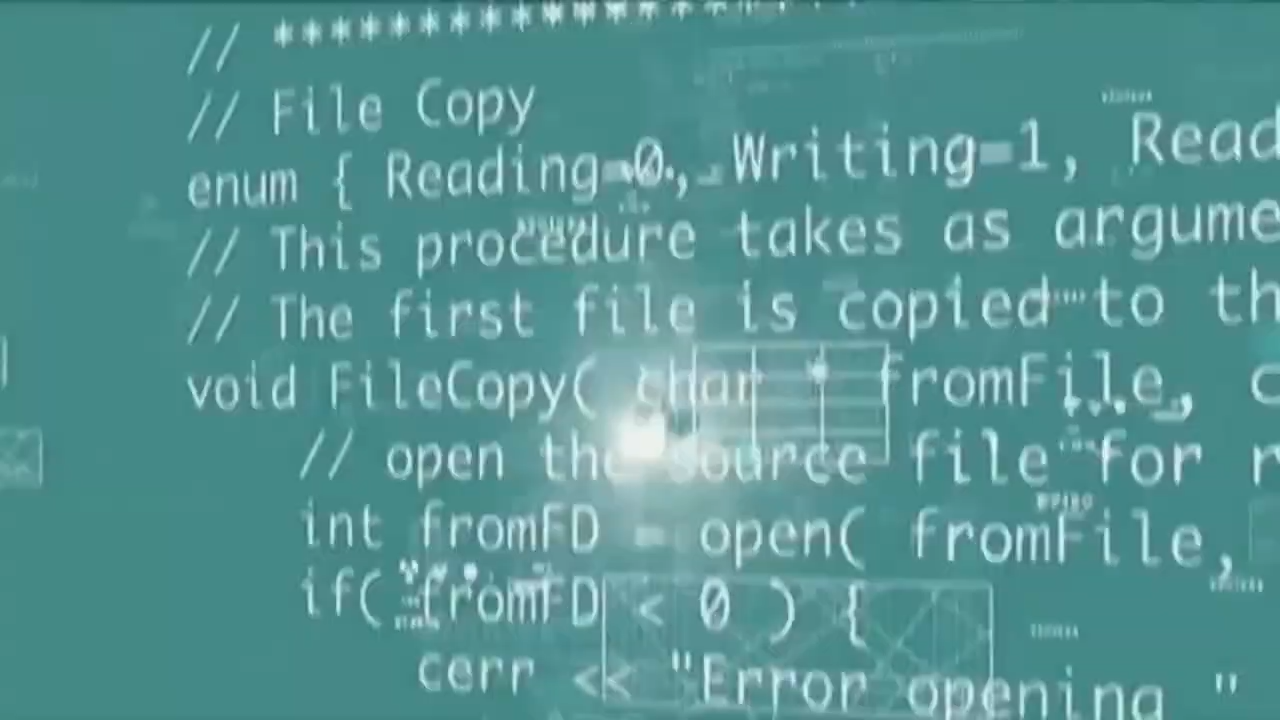 // *****************
// File Copy
enum { Reading=0, Writing=1, Read
// This procedure takes as argume
// The first file is copied to th
void FileCopy( char * fromFile, c
// open the source file for r
int fromFD = open( fromFile,
if( fromFD < 0 ) {
cerr << "Error opening "